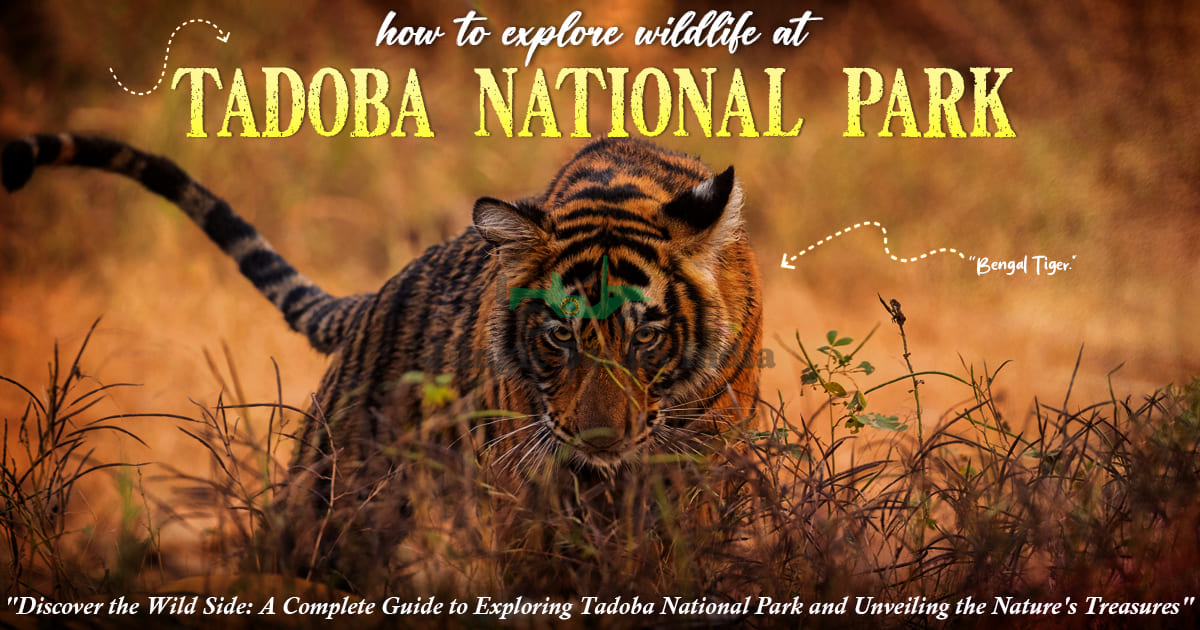 how to explore wildlife at
TADOBA NATIONAL PARK
"Bengal Tiger."
"Discover the Wild Side: A Complete Guide to Exploring Tadoba National Park and Unveiling the Nature's Treasures"